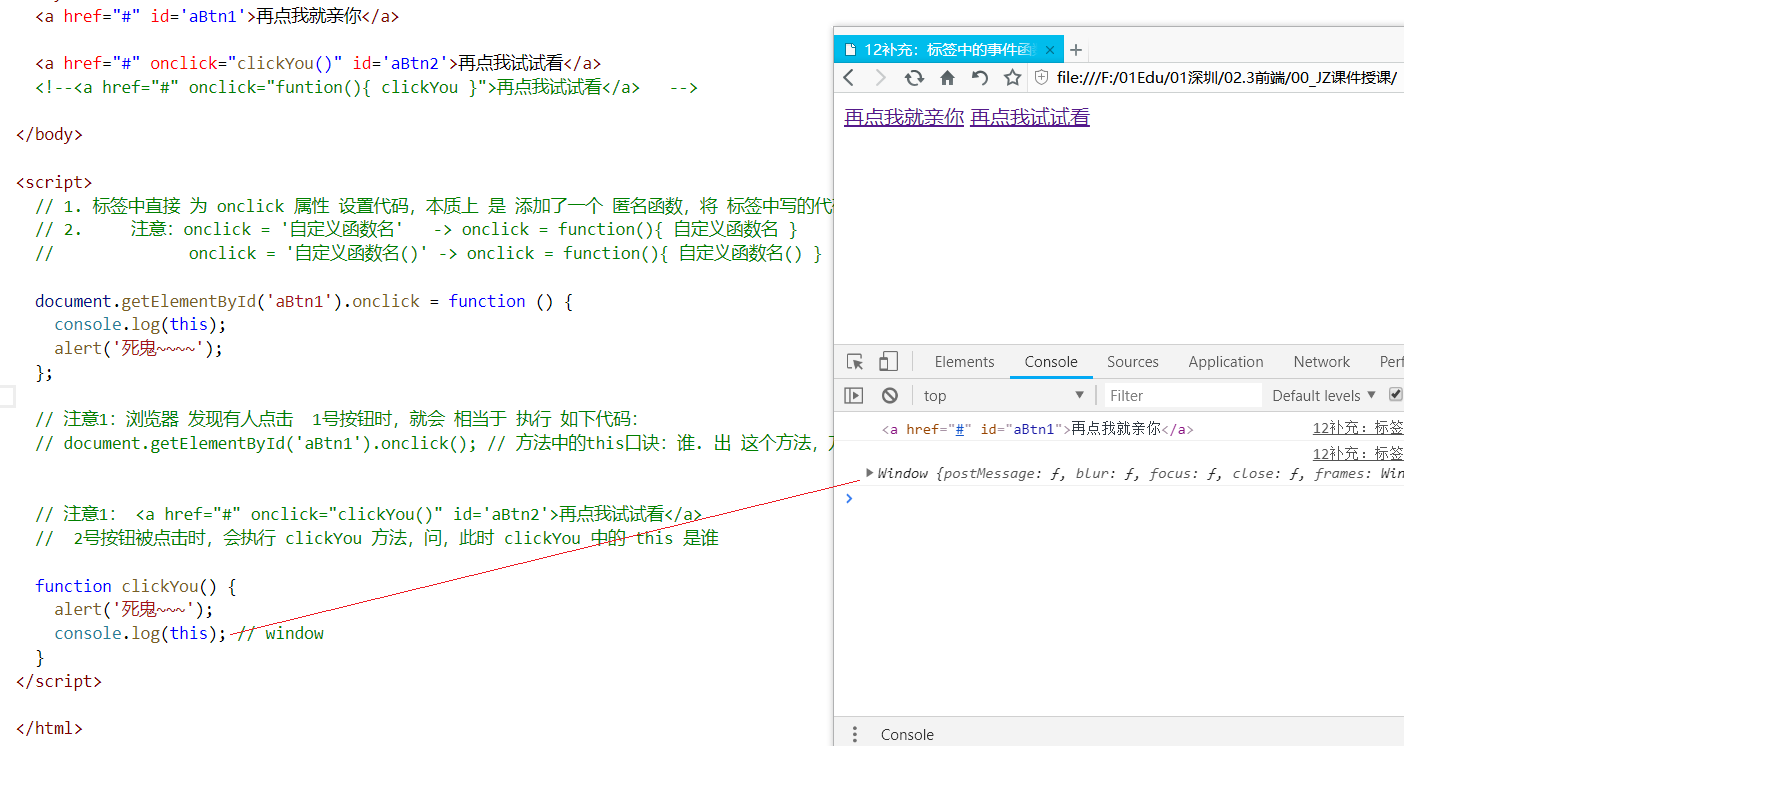 <a href="#" id='aBtn1'>再点我就亲你</a>
<a href="#" onclick="clickYou()" id='aBtn2'>再点我试试看</a>
<!--<a href="#" onclick="funtion(){ clickYou }">再点我试试看</a>   -->
</body>
<script>
// 1. 标签中直接 为 onclick 属性 设置代码，本质上 是 添加了一个 匿名函数，将 标签中写的代
// 2.     注意：onclick = '自定义函数名'   -> onclick = function(){ 自定义函数名 }
//              onclick = '自定义函数名()' -> onclick = function(){ 自定义函数名() }
document.getElementById('aBtn1').onclick = function () {
console.log(this);
alert('死鬼~~~~');
};
// 注意1：浏览器 发现有人点击  1号按钮时，就会 相当于 执行 如下代码：
// document.getElementById('aBtn1').onclick(); // 方法中的this口诀：谁. 出 这个方法，
// 注意1： <a href="#" onclick="clickYou()" id='aBtn2'>再点我试试看</a>
//  2号按钮被点击时，会执行 clickYou 方法，问，此时 clickYou 中的 this 是谁
function clickYou() {
alert('死鬼~~~');
console.log(this); // window
}
</script>
</html>
12补充：标签中的事件函
file:///F:/01Edu/01深圳/02.3前端/00_JZ课件授课/
再点我就亲你 再点我试试看
Elements Console Sources Application Network Perf
top Filter Default levels
<a href="#" id="aBtn1">再点我就亲你</a> 12补充：标签
12补充：标签
Window {postMessage: ƒ, blur: ƒ, focus: ƒ, close: ƒ, frames: Win
Console